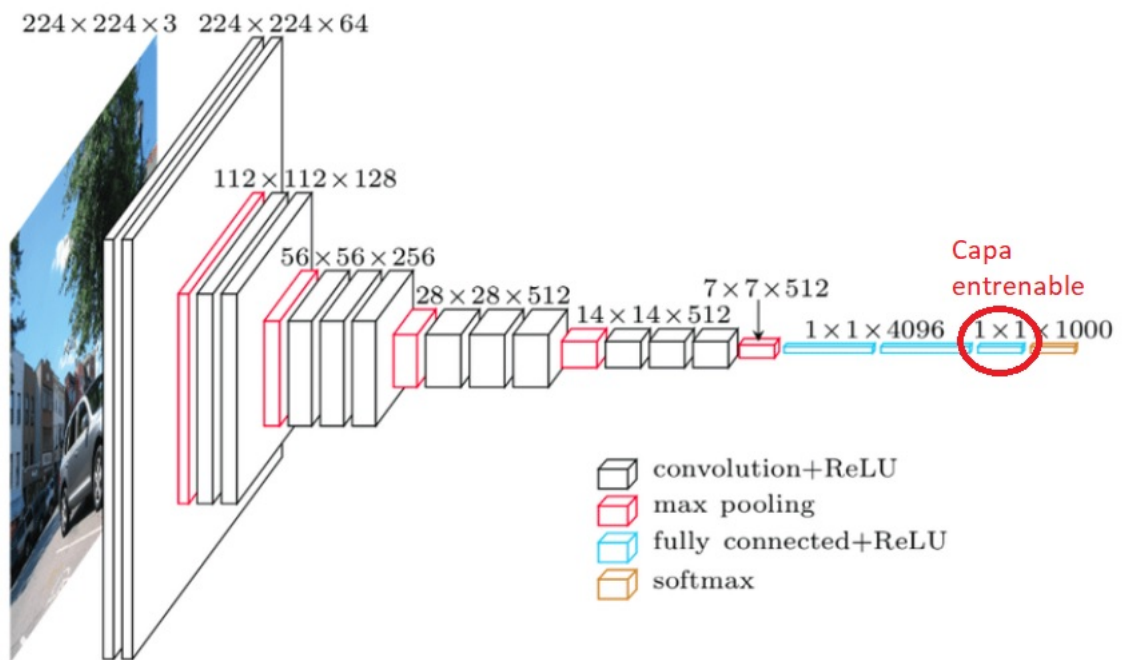 224×224×3
224×224×64
112×112×128
56×56×256
28×28×512
14×14×512
7×7×512
1×1×4096
1×1×1000
Capa
entrenable
convolution+ReLU
max pooling
fully connected+ReLU
softmax